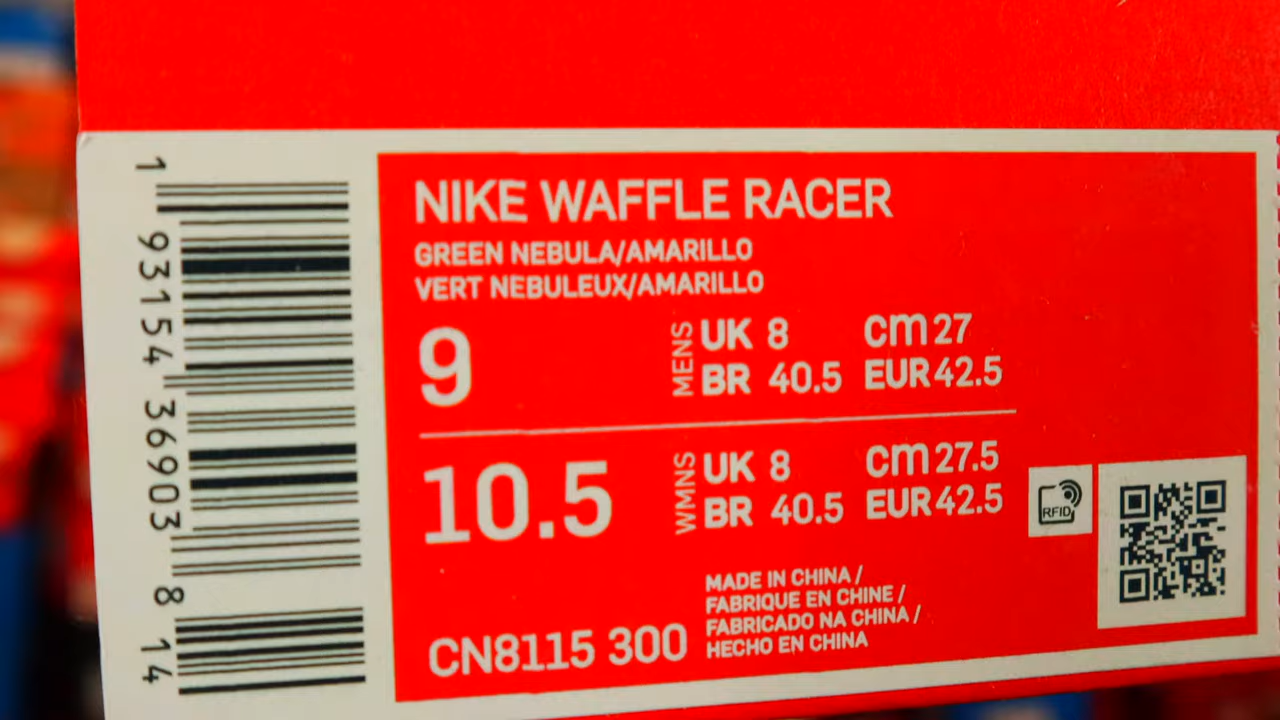 1 93154 36903 8 14
NIKE WAFFLE RACER
GREEN NEBULA/AMARILLO
VERT NEBULEUX/AMARILLO
9
MENS
UK 8 cm 27
BR 40.5 EUR 42.5
10.5
WMNS
UK 8 cm 27.5
BR 40.5 EUR 42.5
RFID
MADE IN CHINA /
FABRIQUE EN CHINE /
FABRICADO NA CHINA /
HECHO EN CHINA
CN8115 300